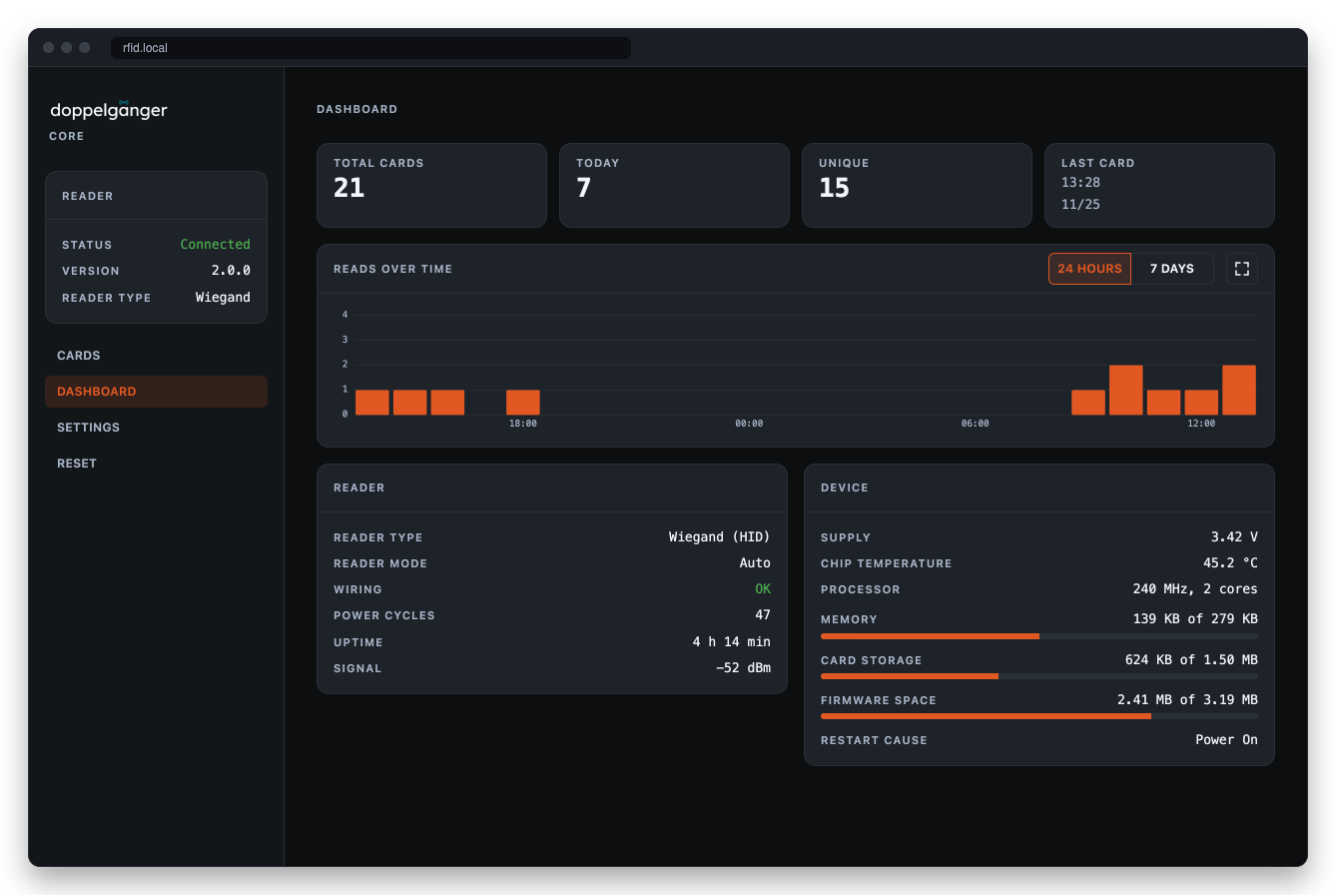 rfid.local
doppelgänger
CORE
READER
STATUS Connected
VERSION 2.0.0
READER TYPE Wiegand
CARDS
DASHBOARD
SETTINGS
RESET
DASHBOARD
TOTAL CARDS
21
TODAY
7
UNIQUE
15
LAST CARD
13:28
11/25
READS OVER TIME
24 HOURS
7 DAYS
4
3
2
1
0
18:00 00:00 06:00 12:00
READER
READER TYPE Wiegand (HID)
READER MODE Auto
WIRING OK
POWER CYCLES 47
UPTIME 4 h 14 min
SIGNAL −52 dBm
DEVICE
SUPPLY 3.42 V
CHIP TEMPERATURE 45.2 °C
PROCESSOR 240 MHz, 2 cores
MEMORY 139 KB of 279 KB
CARD STORAGE 624 KB of 1.50 MB
FIRMWARE SPACE 2.41 MB of 3.19 MB
RESTART CAUSE Power On